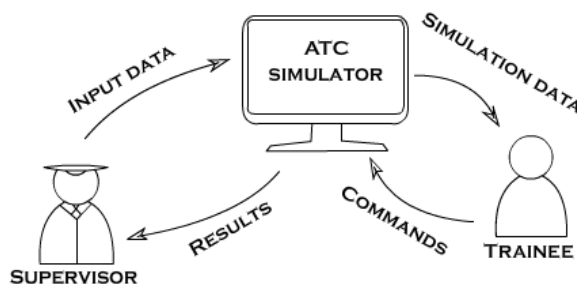 ATC
SIMULATOR
INPUT DATA
SIMULATION DATA
RESULTS
COMMANDS
SUPERVISOR
TRAINEE